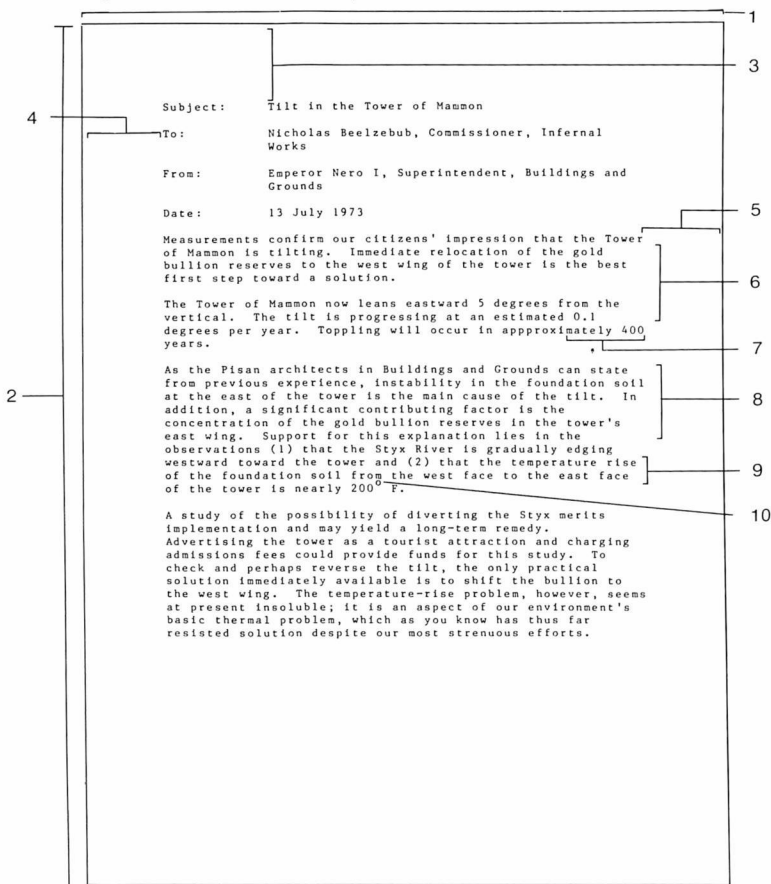 1
2
3
Subject: Tilt in the Tower of Mammon
4
To: Nicholas Beelzebub, Commissioner, Infernal
Works
From: Emperor Nero I, Superintendent, Buildings and
Grounds
Date: 13 July 1973
5
Measurements confirm our citizens' impression that the Tower
of Mammon is tilting. Immediate relocation of the gold
bullion reserves to the west wing of the tower is the best
first step toward a solution.
6
The Tower of Mammon now leans eastward 5 degrees from the
vertical. The tilt is progressing at an estimated 0.1
degrees per year. Toppling will occur in appproximately 400
years.
7
As the Pisan architects in Buildings and Grounds can state
from previous experience, instability in the foundation soil
at the east of the tower is the main cause of the tilt. In
addition, a significant contributing factor is the
concentration of the gold bullion reserves in the tower's
east wing. Support for this explanation lies in the
observations (1) that the Styx River is gradually edging
westward toward the tower and (2) that the temperature rise
of the foundation soil from the west face to the east face
of the tower is nearly 200° F.
8
9
10
A study of the possibility of diverting the Styx merits
implementation and may yield a long-term remedy.
Advertising the tower as a tourist attraction and charging
admissions fees could provide funds for this study. To
check and perhaps reverse the tilt, the only practical
solution immediately available is to shift the bullion to
the west wing. The temperature-rise problem, however, seems
at present insoluble; it is an aspect of our environment's
basic thermal problem, which as you know has thus far
resisted solution despite our most strenuous efforts.